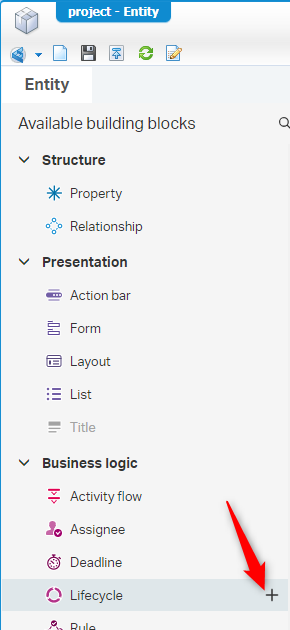 project - Entity
Entity
Available building blocks
Structure
Property
Relationship
Presentation
Action bar
Form
Layout
List
Title
Business logic
Activity flow
Assignee
Deadline
Lifecycle
Rule